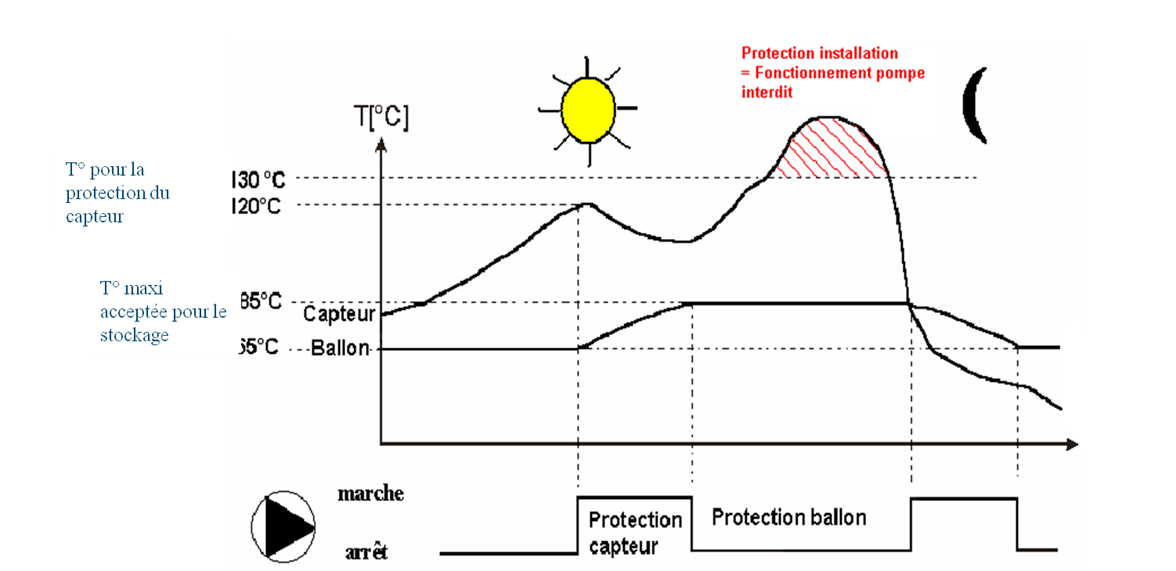 Protection installation
= Fonctionnement pompe
interdit
T[°C]
T° pour la
protection du
capteur
130 °C
120°C
T° maxi
acceptée pour le
stockage
85°C
Capteur
Ballon
marche
Protection
capteur
Protection ballon
arrêt